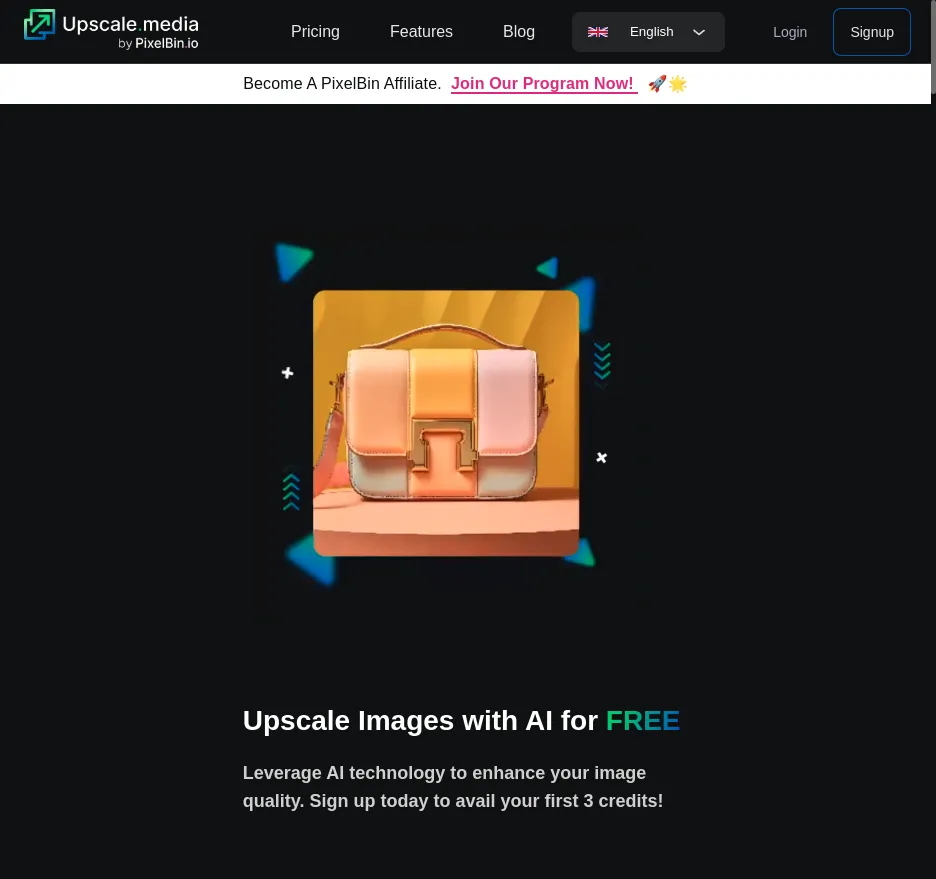 Upscale.media
by PixelBin.io
Pricing
Features
Blog
English
Login
Signup
Become A PixelBin Affiliate. Join Our Program Now! 🚀🌟
Upscale Images with AI for FREE
Leverage AI technology to enhance your image
quality. Sign up today to avail your first 3 credits!